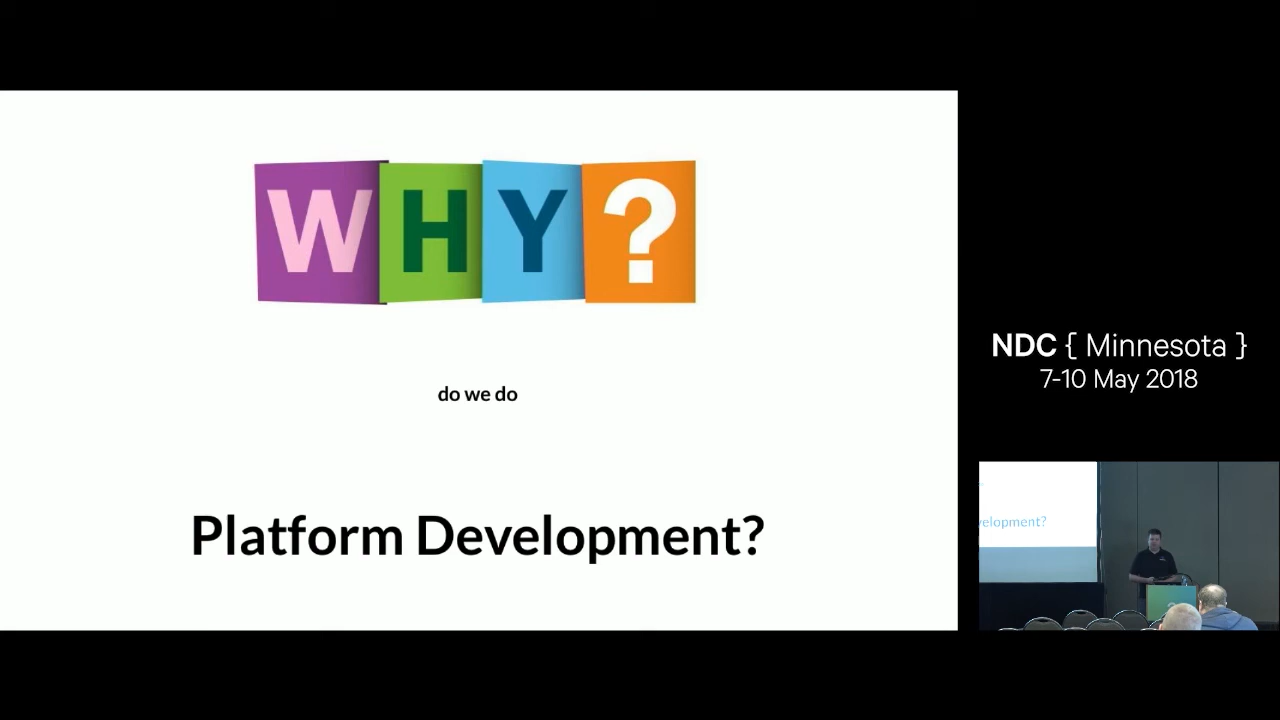 WHY?
do we do
Platform Development?
NDC { Minnesota }
7-10 May 2018
velopment?